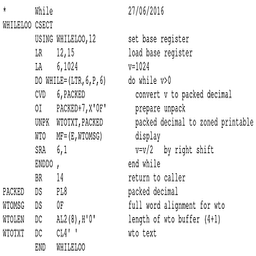 *        While                     27/06/2016
WHILELOO CSECT
         USING WHILELOO,12         set base register
         LR    12,15               load base register
         LA    6,1024              v=1024
         DO WHILE=(LTR,6,P,6)      do while v>0
         CVD   6,PACKED              convert v to packed decimal
         OI    PACKED+7,X'0F'        prepare unpack
         UNPK  WTOTXT,PACKED         packed decimal to zoned printable
         WTO   MF=(E,WTOMSG)         display
         SRA   6,1                   v=v/2   by right shift
         ENDDO ,                   end while
         BR    14                  return to caller
PACKED   DS    PL8                 packed decimal
WTOMSG   DS    0F                  full word alignment for wto
WTOLEN   DC    AL2(8),H'0'         length of wto buffer (4+1)
WTOTXT   DC    CL4' '              wto text
         END   WHILELOO